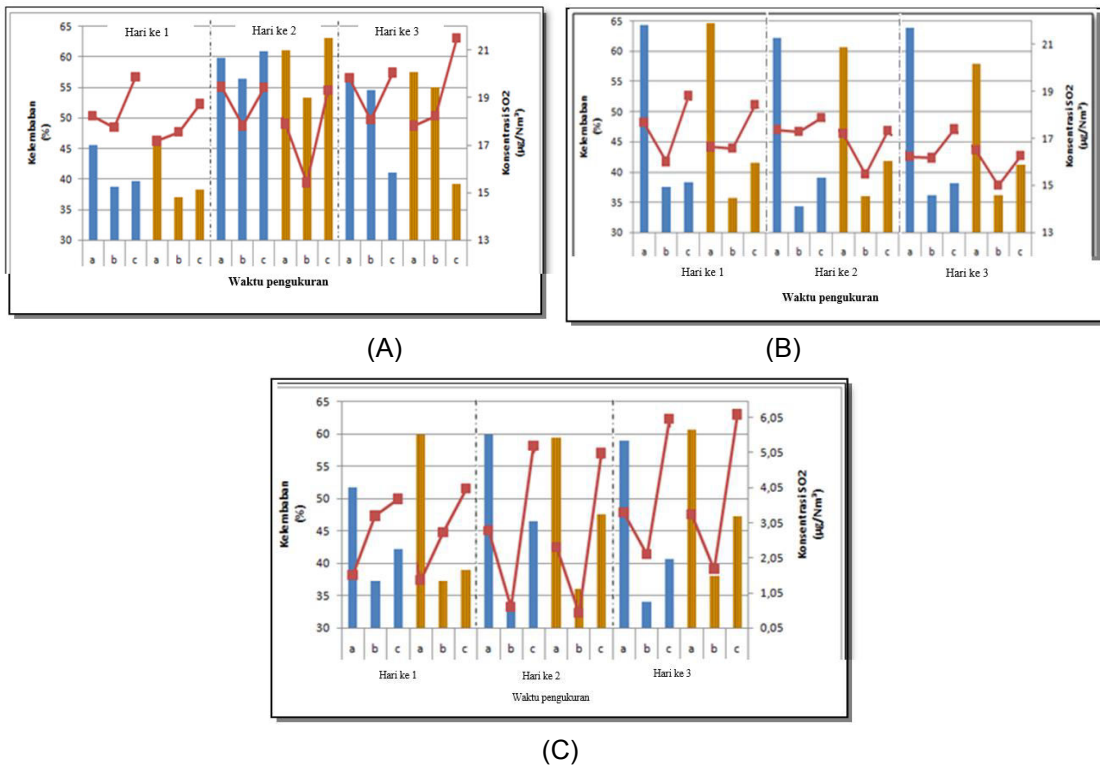 65
60
55
50
45
40
35
30
Kelembaban
(%)
Hari ke 1
Hari ke 2
Hari ke 3
21
19
17
15
13
Konsentrasi SO2
(µg/Nm³)
a b c a b c a b c a b c a b c a b c
Waktu pengukuran
(A)
65
60
55
50
45
40
35
30
Kelembaban
(%)
21
19
17
15
13
Konsentrasi SO2
(µg/Nm³)
a b c a b c a b c a b c a b c a b c
Hari ke 1
Hari ke 2
Hari ke 3
Waktu pengukuran
(B)
65
60
55
50
45
40
35
30
Kelembaban
(%)
6,05
5,05
4,05
3,05
2,05
1,05
0,05
Konsentrasi SO2
(µg/Nm³)
a b c a b c a b c a b c a b c a b c
Hari ke 1
Hari ke 2
Hari ke 3
Waktu pengukuran
(C)